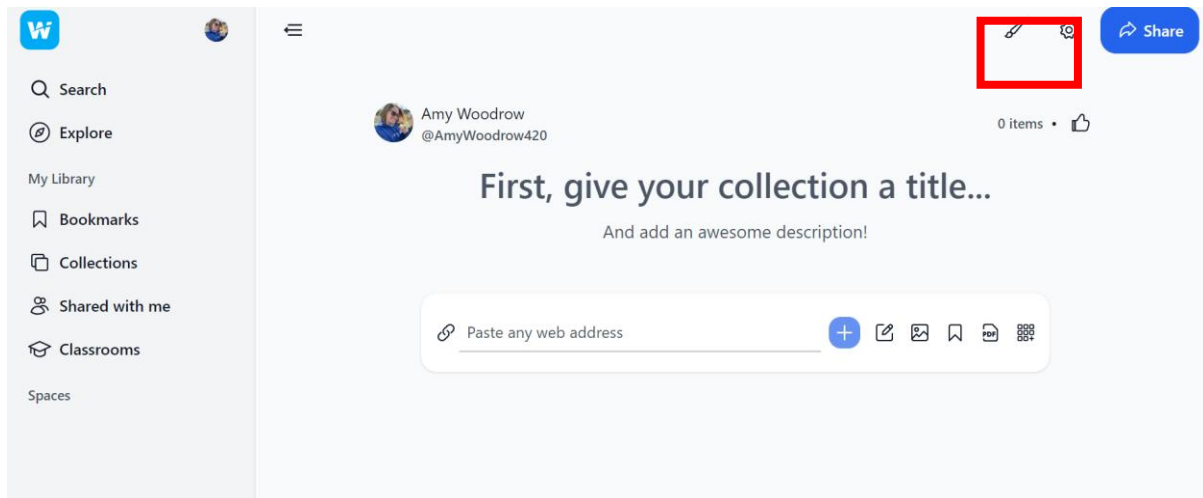 W
Share
Search
Explore
My Library
Bookmarks
Collections
Shared with me
Classrooms
Spaces
Amy Woodrow
@AmyWoodrow420
0 items •
First, give your collection a title...
And add an awesome description!
Paste any web address
PDF